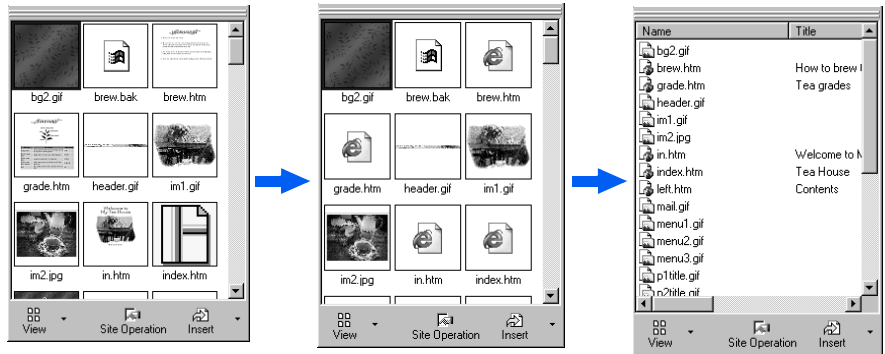 bg2.gif brew.bak brew.htm
grade.htm header.gif im1.gif
im2.jpg in.htm index.htm
View Site Operation Insert
bg2.gif brew.bak brew.htm
grade.htm header.gif im1.gif
im2.jpg in.htm index.htm
View Site Operation Insert
Name Title
bg2.gif
brew.htm How to brew
grade.htm Tea grades
header.gif
im1.gif
im2.jpg
in.htm Welcome to M
index.htm Tea House
left.htm Contents
mail.gif
menu1.gif
menu2.gif
menu3.gif
p1title.gif
p2title.gif
View Site Operation Insert